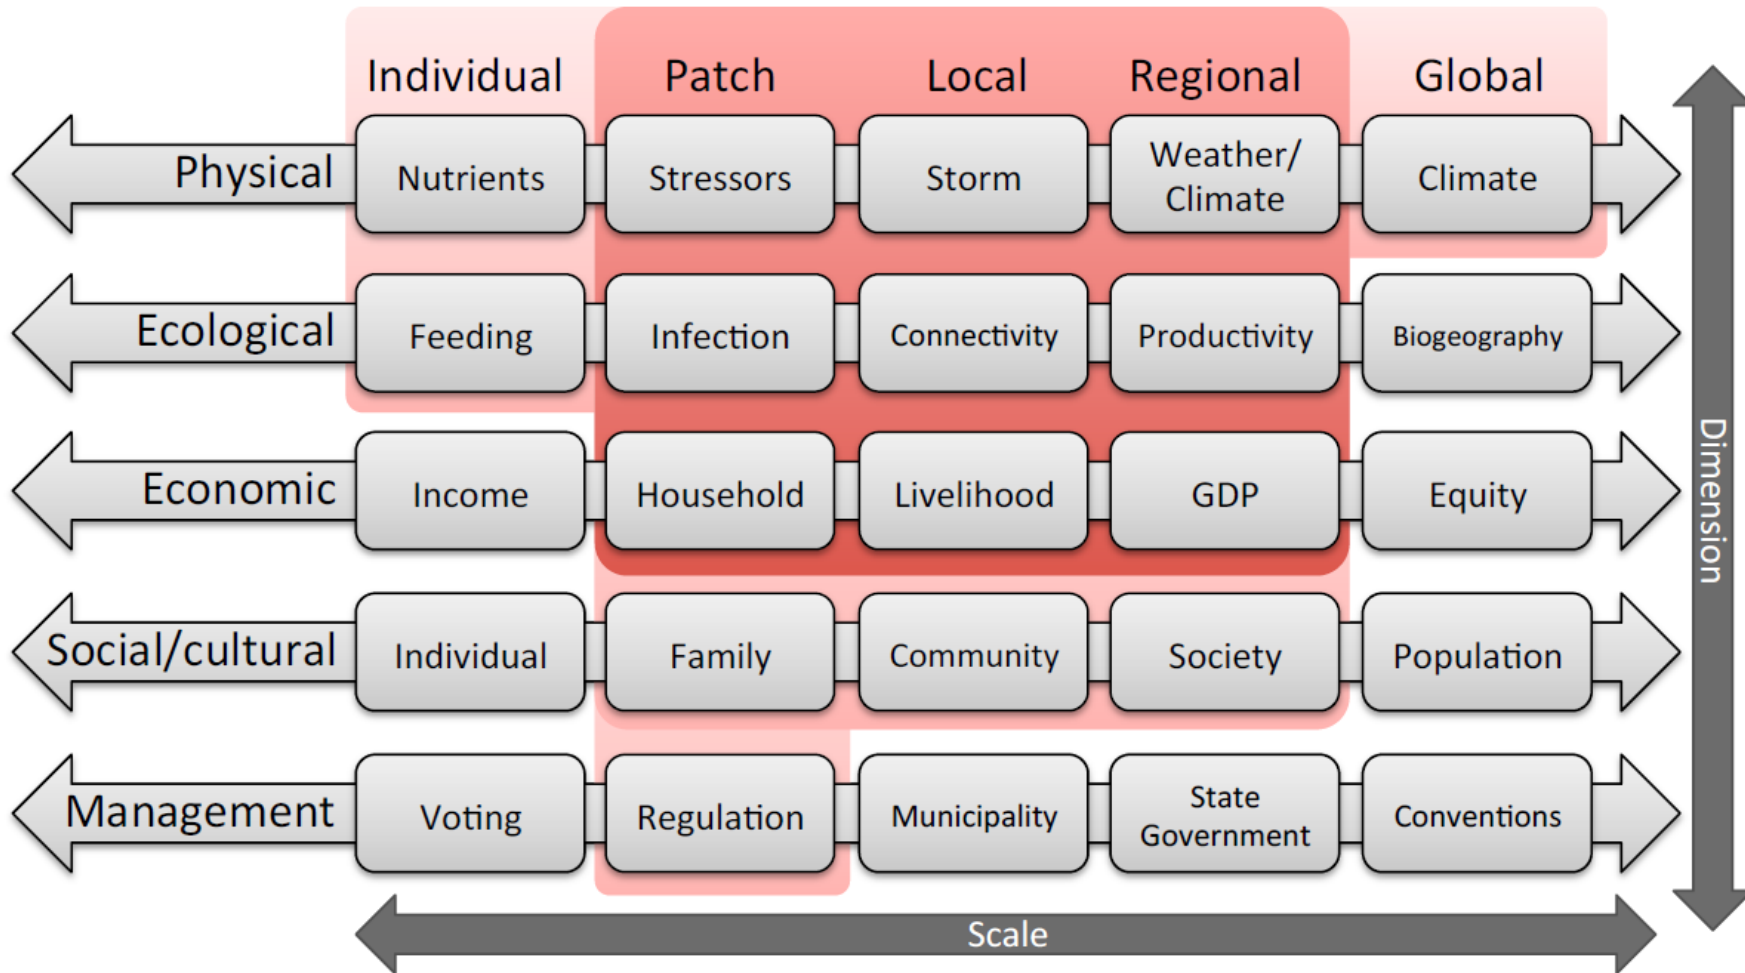 Individual Patch Local Regional Global
Physical Nutrients Stressors Storm Weather/
Climate Climate
Ecological Feeding Infection Connectivity Productivity Biogeography
Economic Income Household Livelihood GDP Equity
Social/cultural Individual Family Community Society Population
Management Voting Regulation Municipality State
Government Conventions
Scale
Dimension